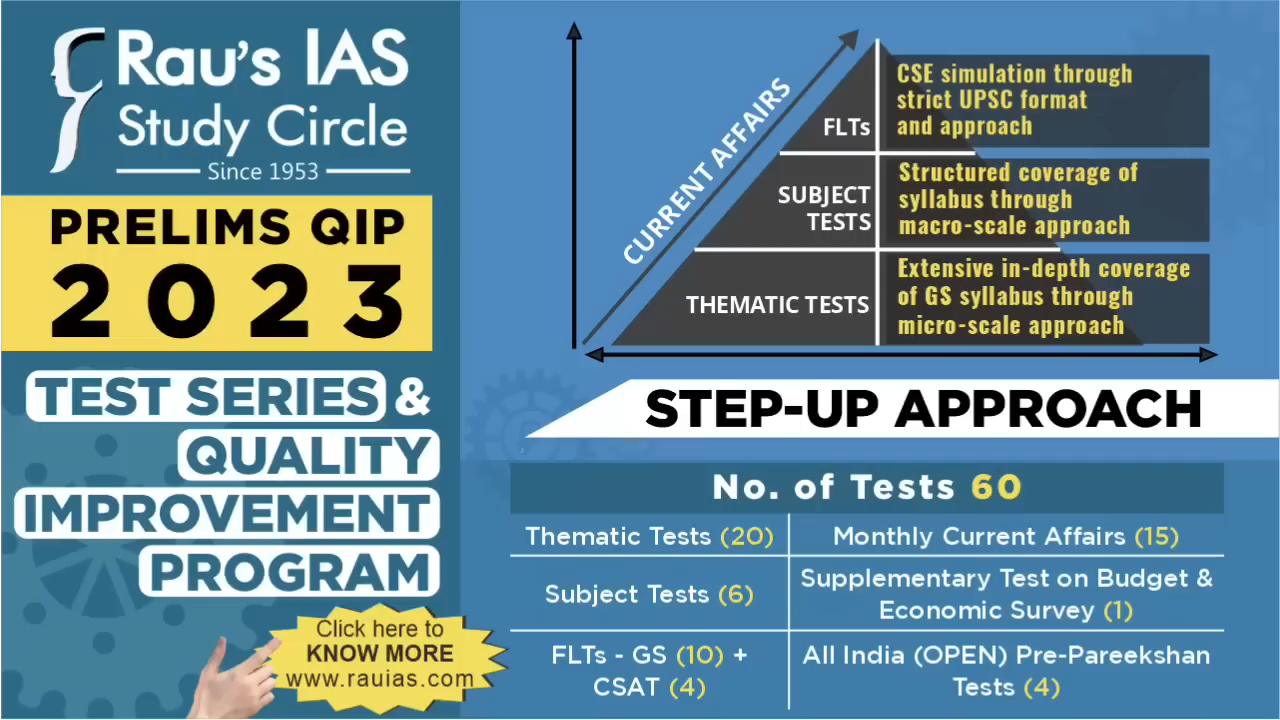 Rau's IAS
Study Circle
Since 1953
PRELIMS QIP
2023
TEST SERIES &
QUALITY
IMPROVEMENT
PROGRAM
Click here to
KNOW MORE
www.rauias.com
CURRENT AFFAIRS
FLTs
CSE simulation through
strict UPSC format
and approach
SUBJECT
TESTS
Structured coverage of
syllabus through
macro-scale approach
THEMATIC TESTS
Extensive in-depth coverage
of GS syllabus through
micro-scale approach
STEP-UP APPROACH
No. of Tests 60
Thematic Tests (20)
Monthly Current Affairs (15)
Subject Tests (6)
Supplementary Test on Budget &
Economic Survey (1)
FLTs - GS (10) +
CSAT (4)
All India (OPEN) Pre-Pareekshan
Tests (4)